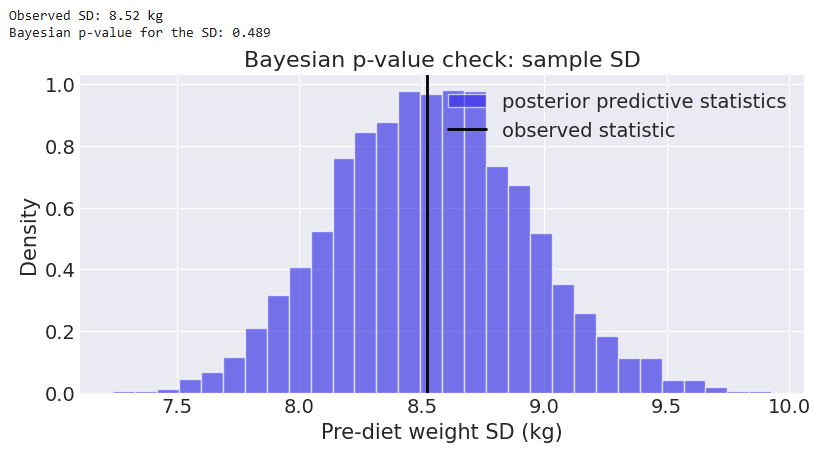 Observed SD: 8.52 kg
Bayesian p-value for the SD: 0.489
Bayesian p-value check: sample SD
posterior predictive statistics
observed statistic
Density
1.0
0.8
0.6
0.4
0.2
0.0
7.5 8.0 8.5 9.0 9.5 10.0
Pre-diet weight SD (kg)